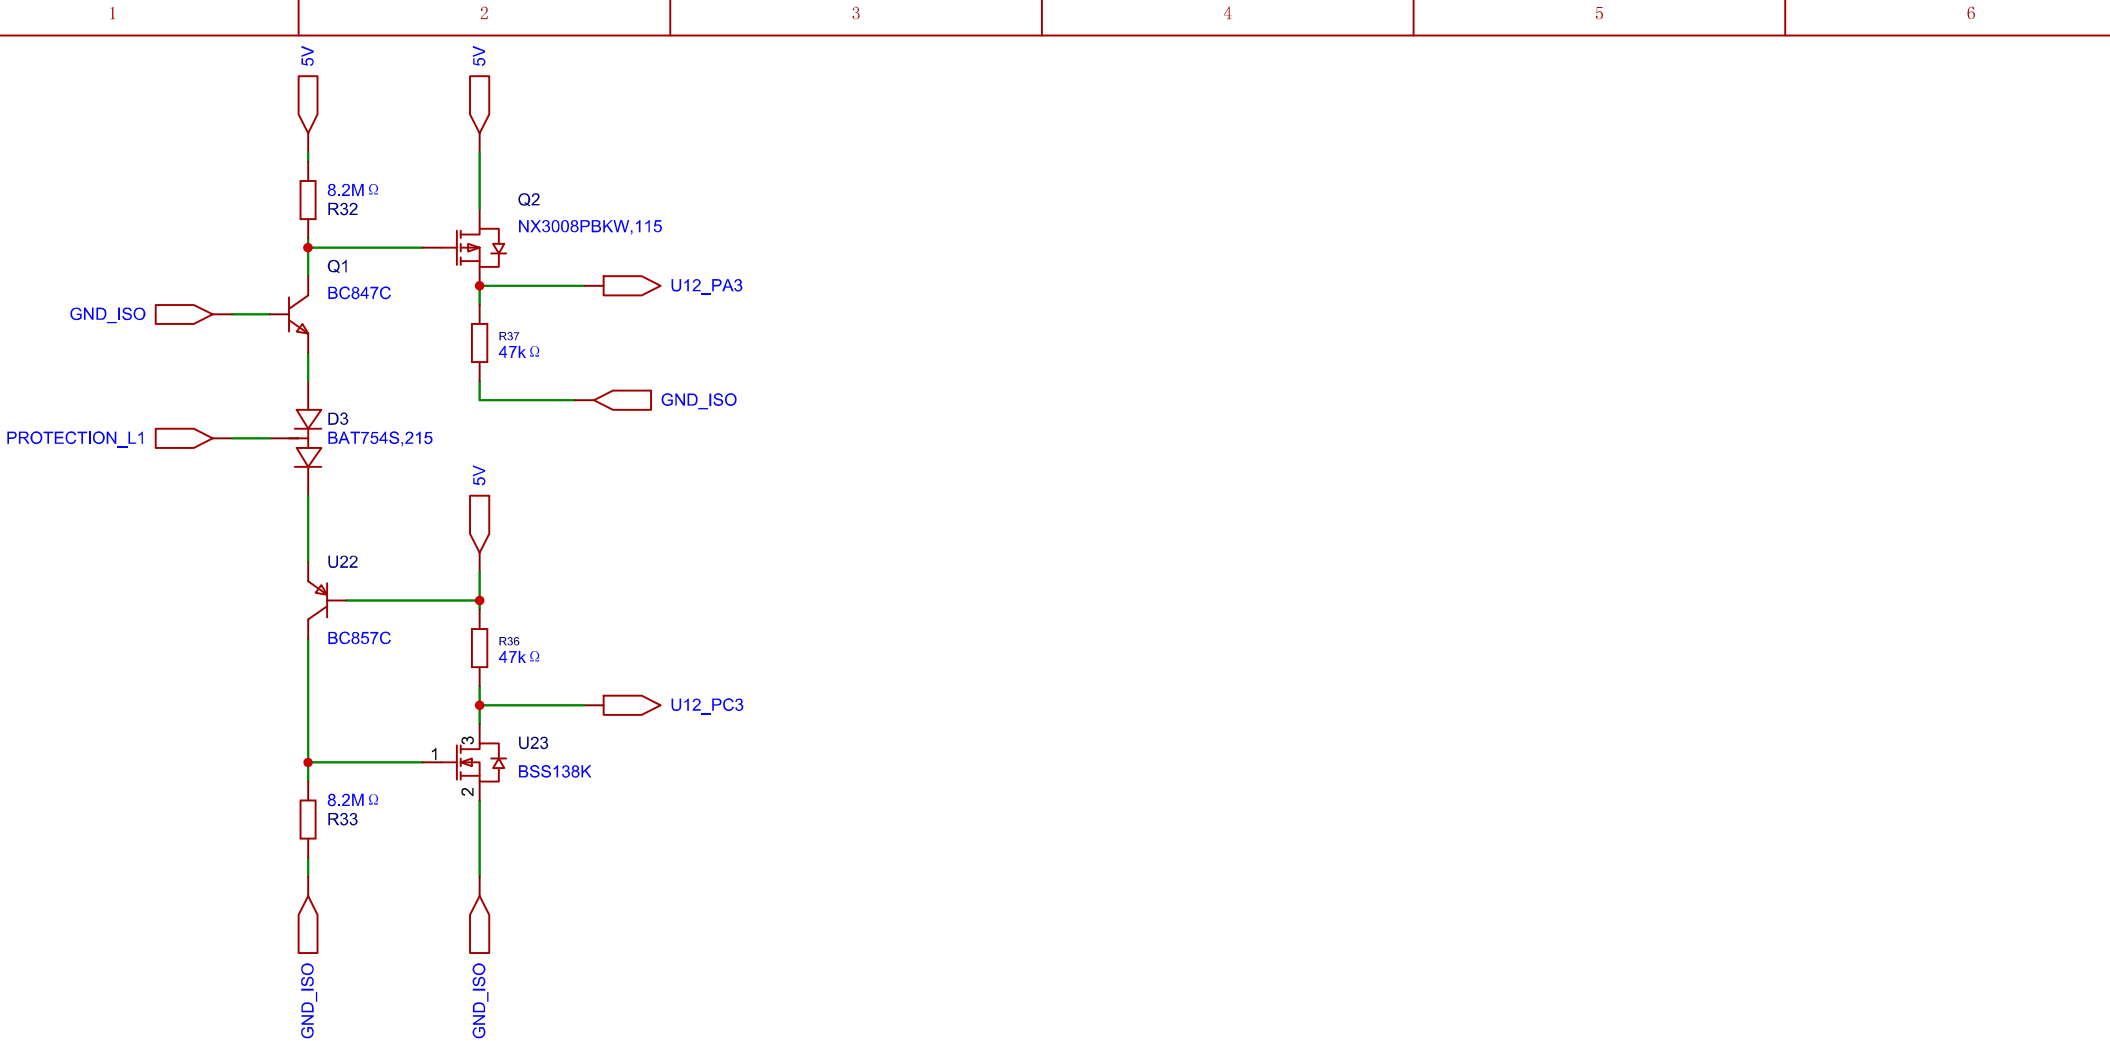 1 2 3 4 5 6
5V 5V
8.2MΩ
R32
Q2
NX3008PBKW,115
Q1
BC847C
U12_PA3
GND_ISO
R37
47kΩ
GND_ISO
D3
PROTECTION_L1 BAT754S,215
5V
U22
BC857C
R36
47kΩ
U12_PC3
3
1
U23
BSS138K
2
8.2MΩ
R33
GND_ISO GND_ISO